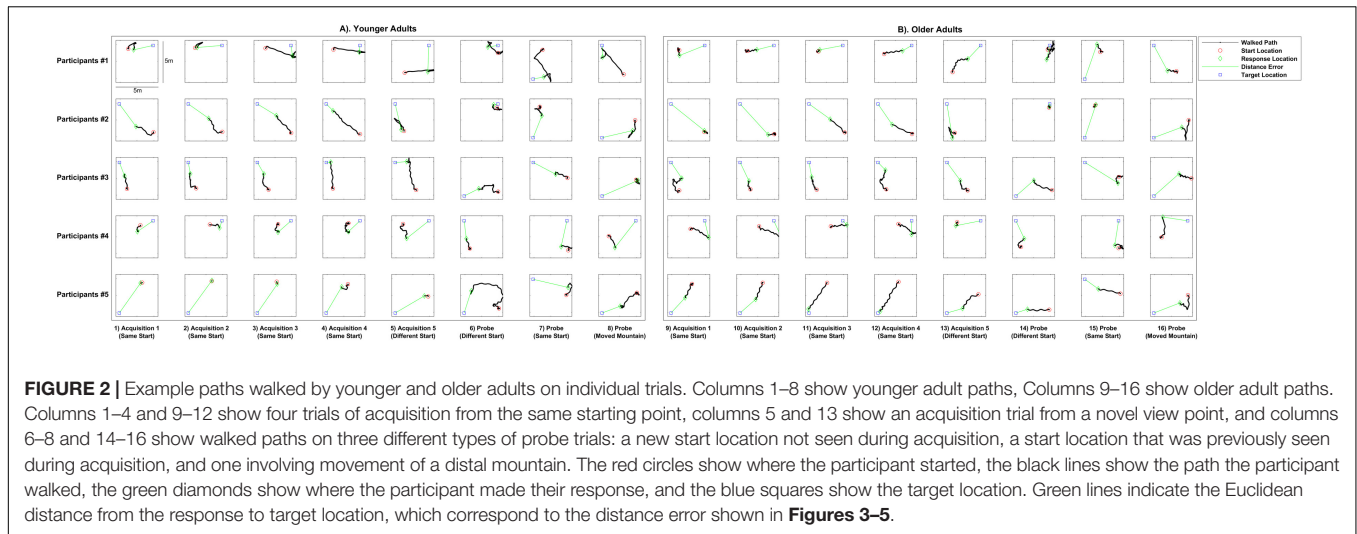 A). Younger Adults
B). Older Adults
Participants #1
Participants #2
Participants #3
Participants #4
Participants #5
5m
5m
Walked Path
Start Location
Response Location
Distance Error
Target Location
1) Acquisition 1
(Same Start)
2) Acquisition 2
(Same Start)
3) Acquisition 3
(Same Start)
4) Acquisition 4
(Same Start)
5) Acquisition 5
(Different Start)
6) Probe
(Different Start)
7) Probe
(Same Start)
8) Probe
(Moved Mountain)
9) Acquisition 1
(Same Start)
10) Acquisition 2
(Same Start)
11) Acquisition 3
(Same Start)
12) Acquisition 4
(Same Start)
13) Acquisition 5
(Different Start)
14) Probe
(Different Start)
15) Probe
(Same Start)
16) Probe
(Moved Mountain)
FIGURE 2 | Example paths walked by younger and older adults on individual trials. Columns 1–8 show younger adult paths, Columns 9–16 show older adult paths.
Columns 1–4 and 9–12 show four trials of acquisition from the same starting point, columns 5 and 13 show an acquisition trial from a novel view point, and columns
6–8 and 14–16 show walked paths on three different types of probe trials: a new start location not seen during acquisition, a start location that was previously seen
during acquisition, and one involving movement of a distal mountain. The red circles show where the participant started, the black lines show the path the participant
walked, the green diamonds show where the participant made their response, and the blue squares show the target location. Green lines indicate the Euclidean
distance from the response to target location, which correspond to the distance error shown in Figures 3–5.